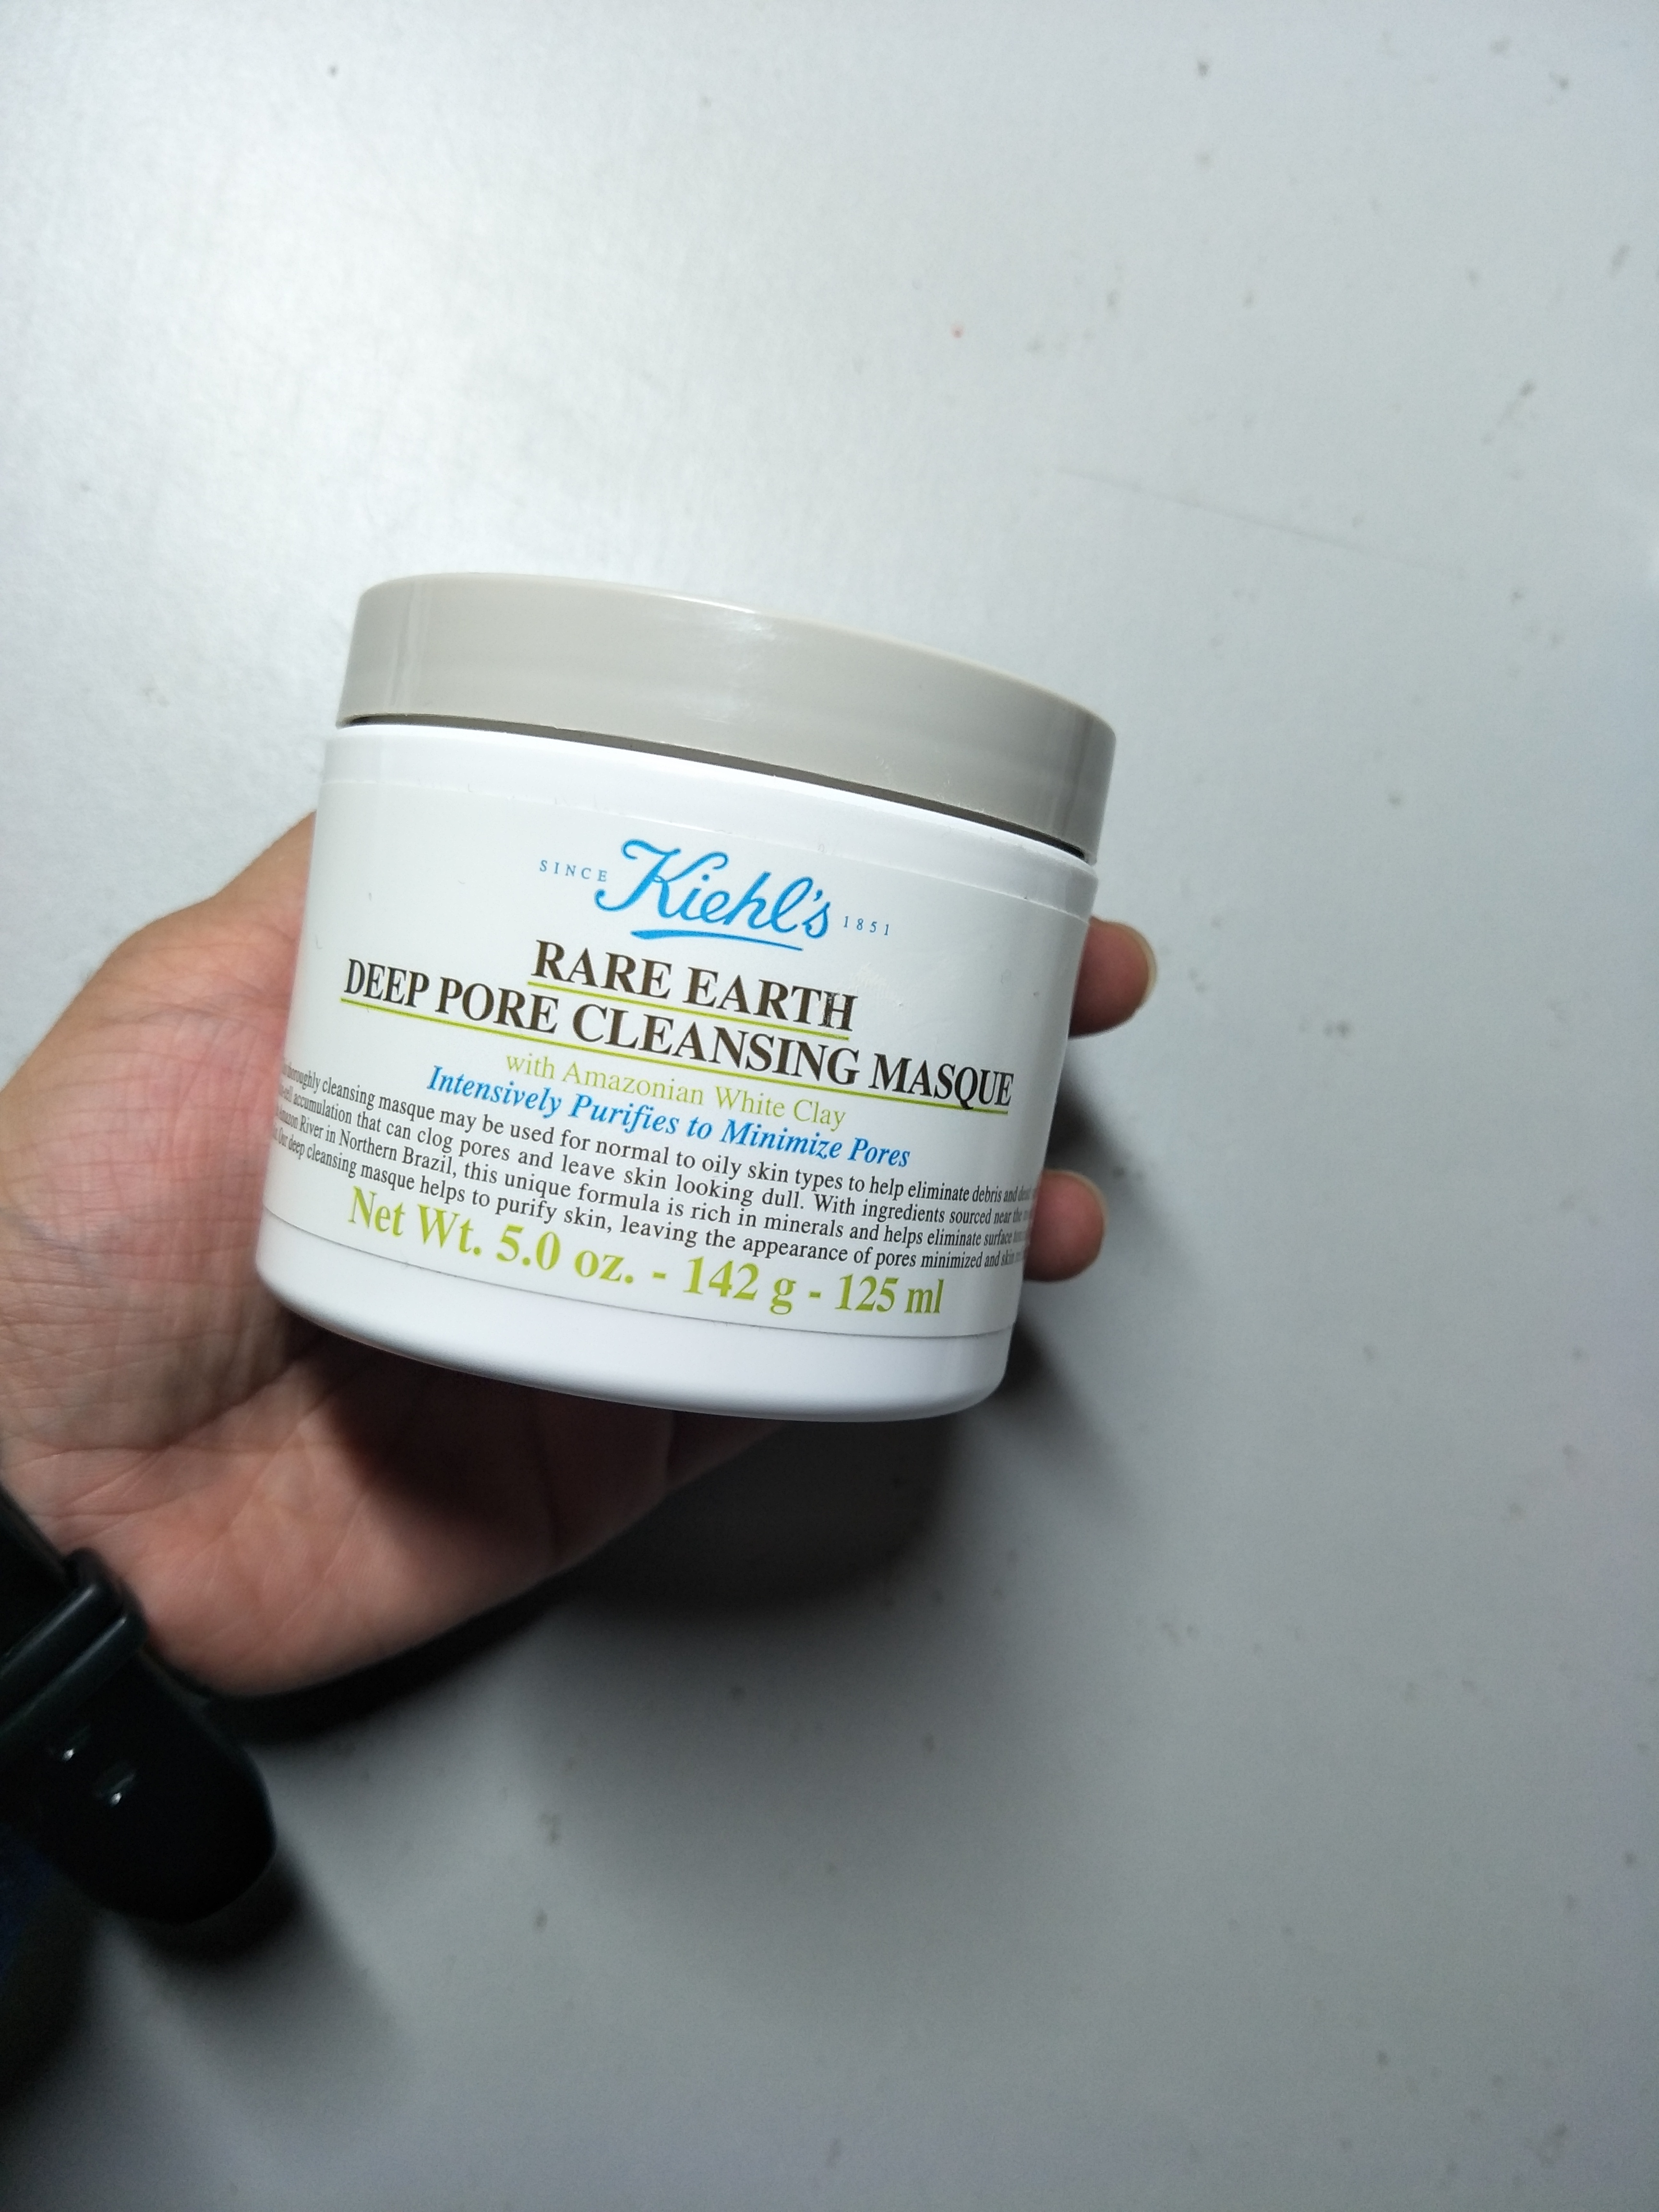 SINCE Kiehl's 1851
RARE EARTH
DEEP PORE CLEANSING MASQUE
with Amazonian White Clay
Intensively Purifies to Minimize Pores
thoroughly cleansing masque may be used for normal to oily skin types to help eliminate debris and
accumulation that can clog pores and leave skin looking dull. With ingredients sourced near the
Amazon River in Northern Brazil, this unique formula is rich in minerals and helps eliminate surface
Our deep cleansing masque helps to purify skin, leaving the appearance of pores minimized and skin
Net Wt. 5.0 oz. - 142 g - 125 ml